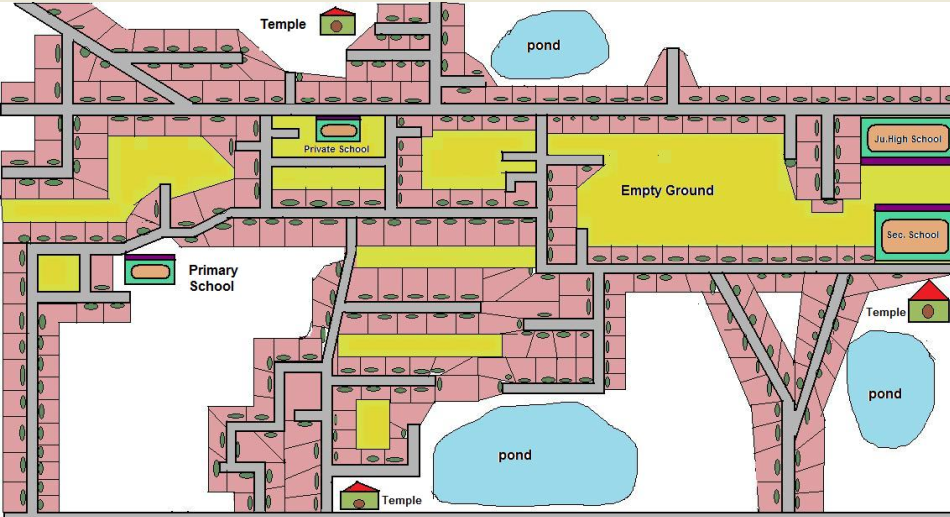 Temple
pond
Private School
Ju.High School
Empty Ground
Sec. School
Primary
School
Temple
pond
pond
Temple